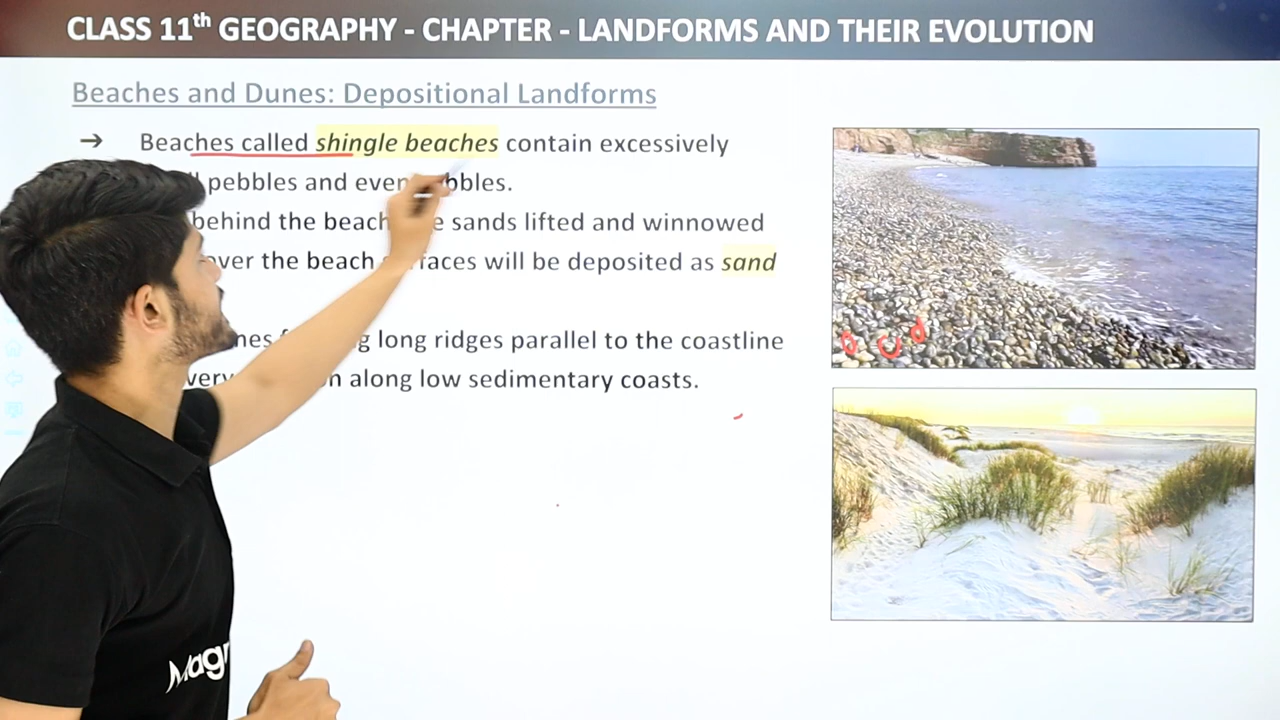 CLASS 11th GEOGRAPHY - CHAPTER - LANDFORMS AND THEIR EVOLUTION
Beaches and Dunes: Depositional Landforms
→ Beaches called shingle beaches contain excessively
pebbles and even
behind the beach sands lifted and winnowed
over the beach will be deposited as sand
long ridges parallel to the coastline
along low sedimentary coasts.